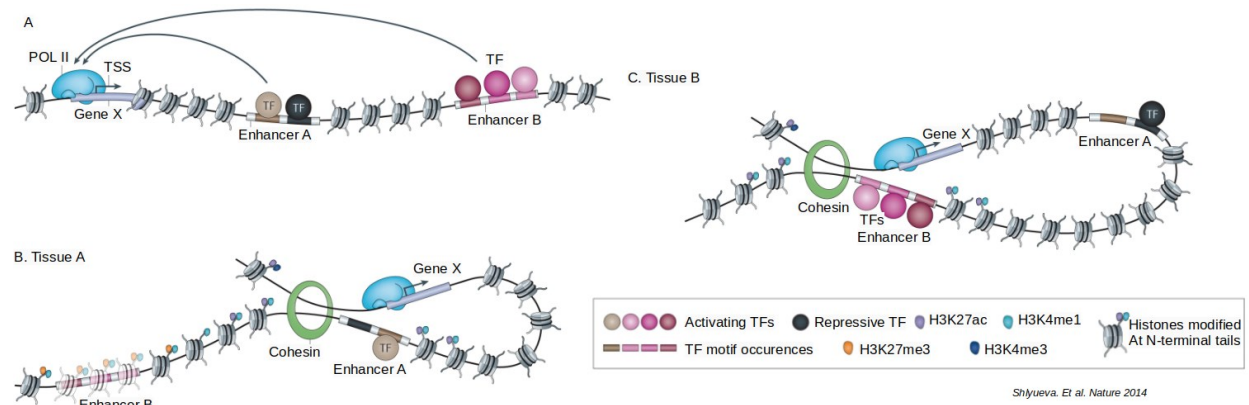 A
POL II
TSS
Gene X
TF
TF
Enhancer A
TF
Enhancer B
C. Tissue B
Gene X
TF
Enhancer A
Cohesin
TFs
Enhancer B
B. Tissue A
Gene X
Cohesin
TF
Enhancer A
Enhancer B
Activating TFs
Repressive TF
H3K27ac
H3K4me1
Histones modified
At N-terminal tails
TF motif occurences
H3K27me3
H3K4me3
Shlyueva. Et al. Nature 2014